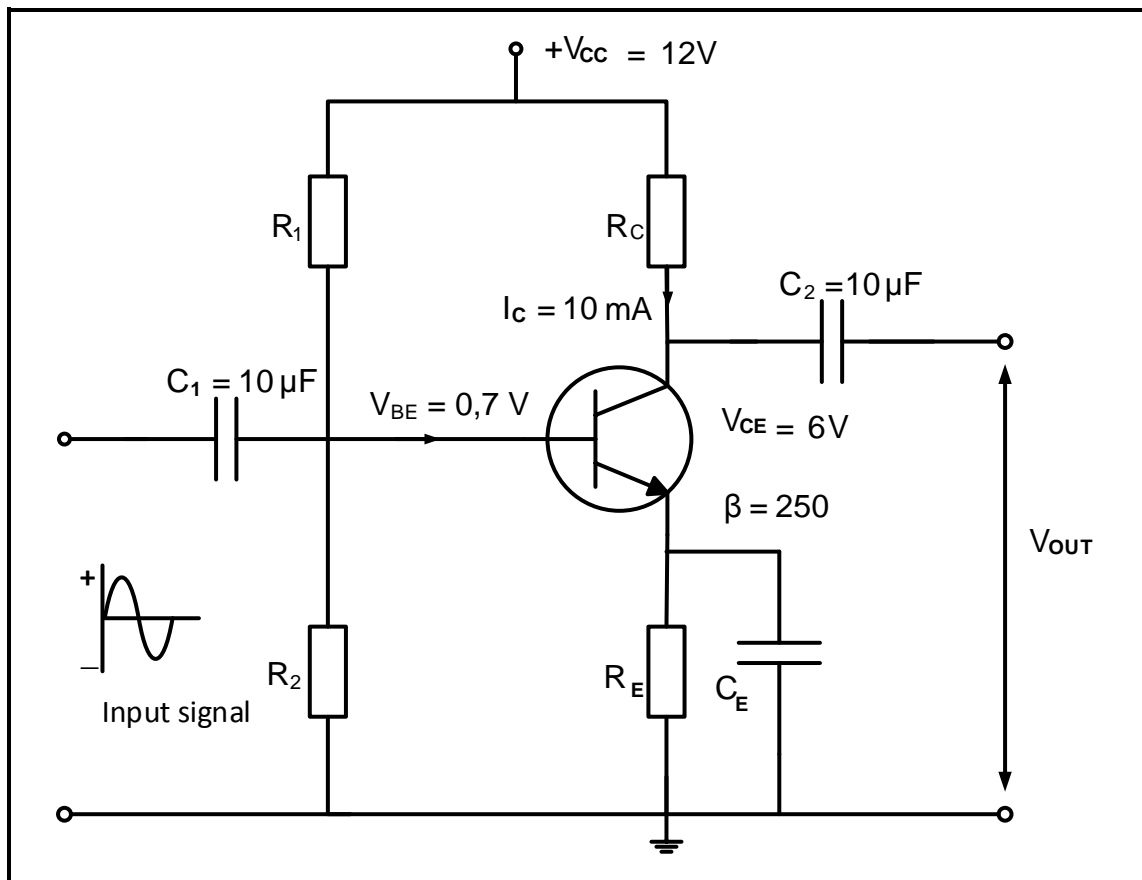 +VCC = 12V
R1
RC
C2 = 10 µF
IC = 10 mA
C1 = 10 µF
VBE = 0,7 V
VCE = 6V
β = 250
VOUT
+
–
R2
RE
CE
Input signal